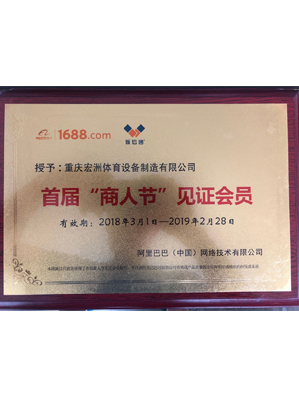 1688.com
诚信通
授予：重庆宏洲体育设备制造有限公司
首届“商人节”见证会员
有效期：2018年3月1日—2019年2月28日
阿里巴巴（中国）网络技术有限公司